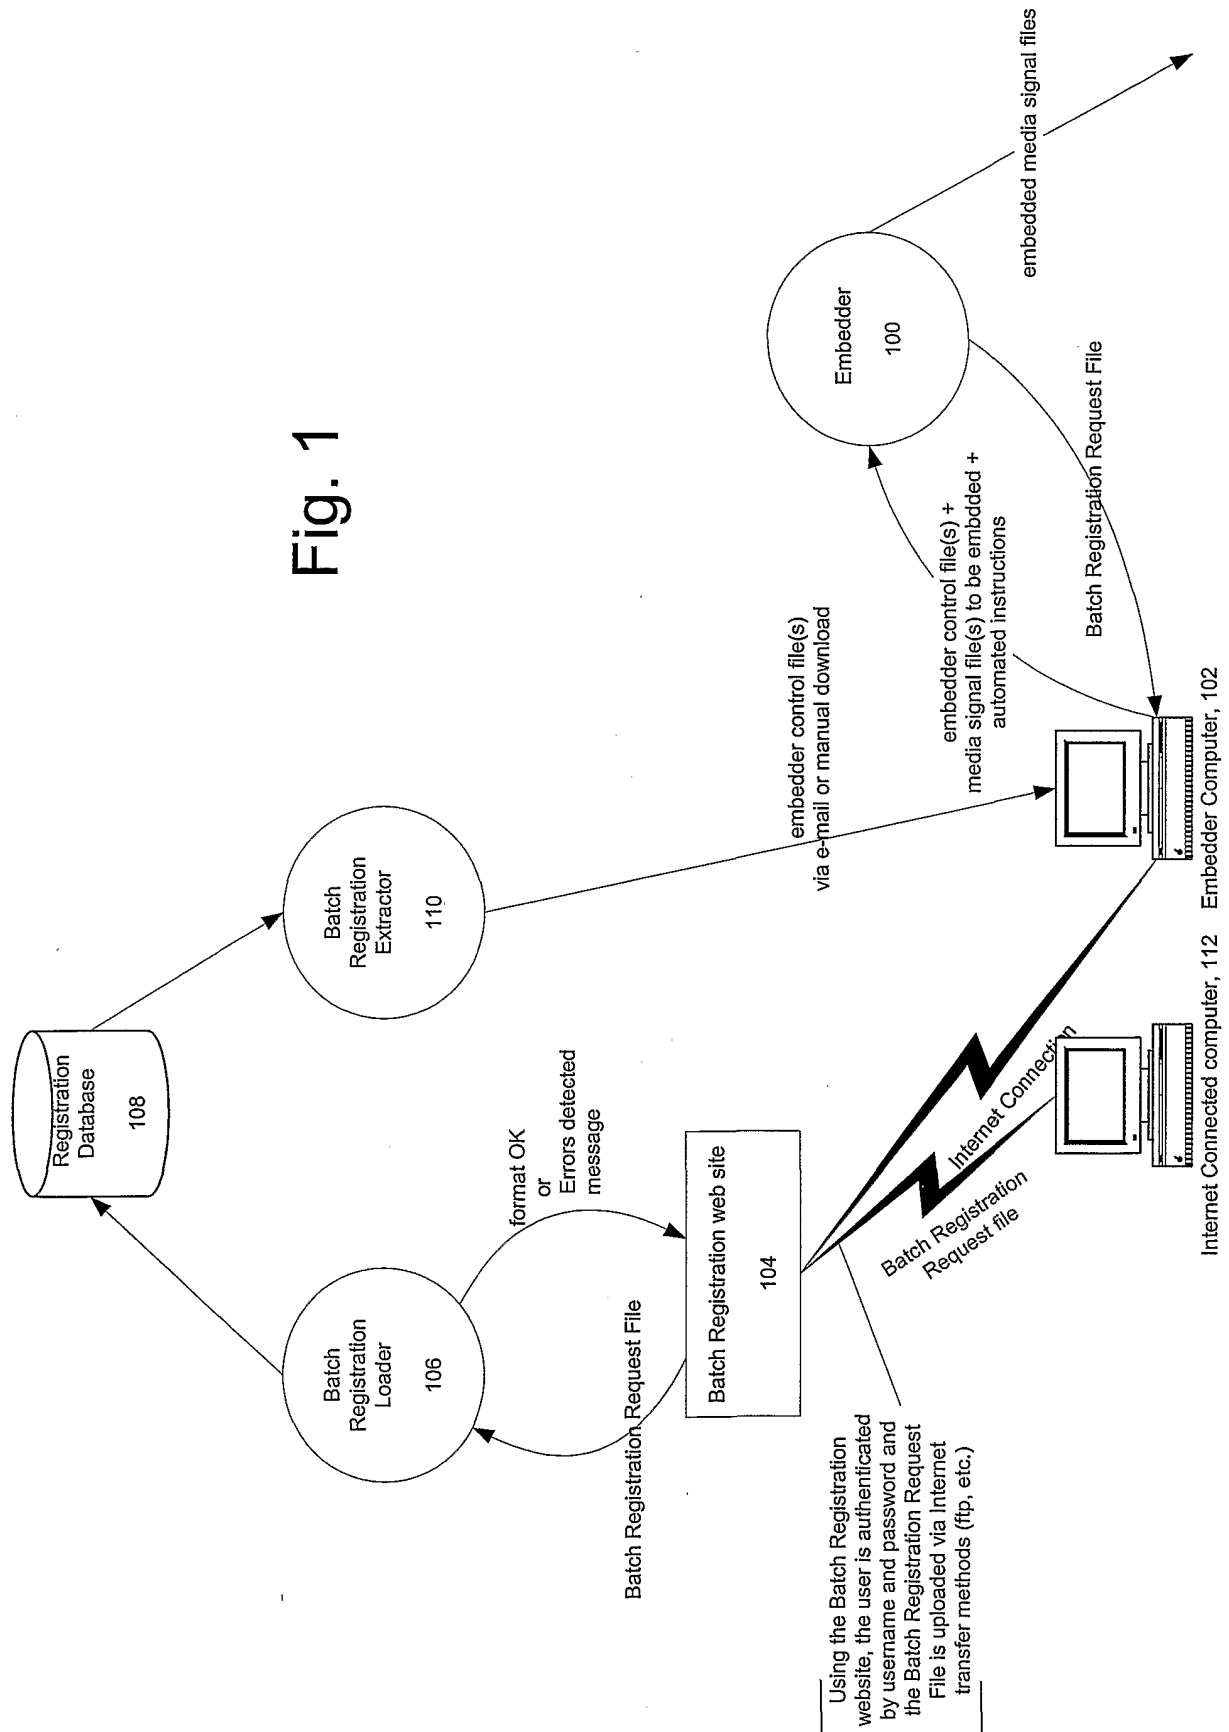 Fig. 1
Registration
Database
108
Batch
Registration
Loader
106
Batch
Registration
Extractor
110
format OK
or
Errors detected
message
Batch Registration Request File
Batch Registration web site
104
Using the Batch Registration
website, the user is authenticated
by username and password and
the Batch Registration Request
File is uploaded via Internet
transfer methods (ftp, etc.)
Batch Registration
Request file
Internet Connection
Internet Connected computer, 112
Embedder Computer, 102
embedder control file(s)
via e-mail or manual download
embedder control file(s) +
media signal file(s) to be embdded +
automated instructions
Batch Registration Request File
Embedder
100
embedded media signal files